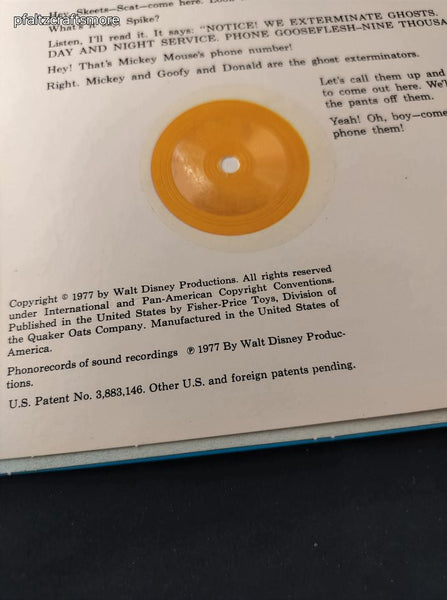 pfaltzcraftsmore
Hey Skeets—Scat—come here.
What's Spike?
Listen, I'll read it. It says: "NOTICE! WE EXTERMINATE GHOSTS.
DAY AND NIGHT SERVICE. PHONE GOOSEFLESH—NINE THOUSA
Hey! That's Mickey Mouse's phone number!
Right. Mickey and Goofy and Donald are the ghost exterminators.
Let's call them up and
to come out here. We'l
the pants off them.
Yeah! Oh, boy—come
phone them!
Copyright © 1977 by Walt Disney Productions. All rights reserved
under International and Pan-American Copyright Conventions.
Published in the United States by Fisher-Price Toys, Division of
the Quaker Oats Company. Manufactured in the United States of
America.
Phonorecords of sound recordings ℗ 1977 By Walt Disney Produc-
tions.
U.S. Patent No. 3,883,146. Other U.S. and foreign patents pending.